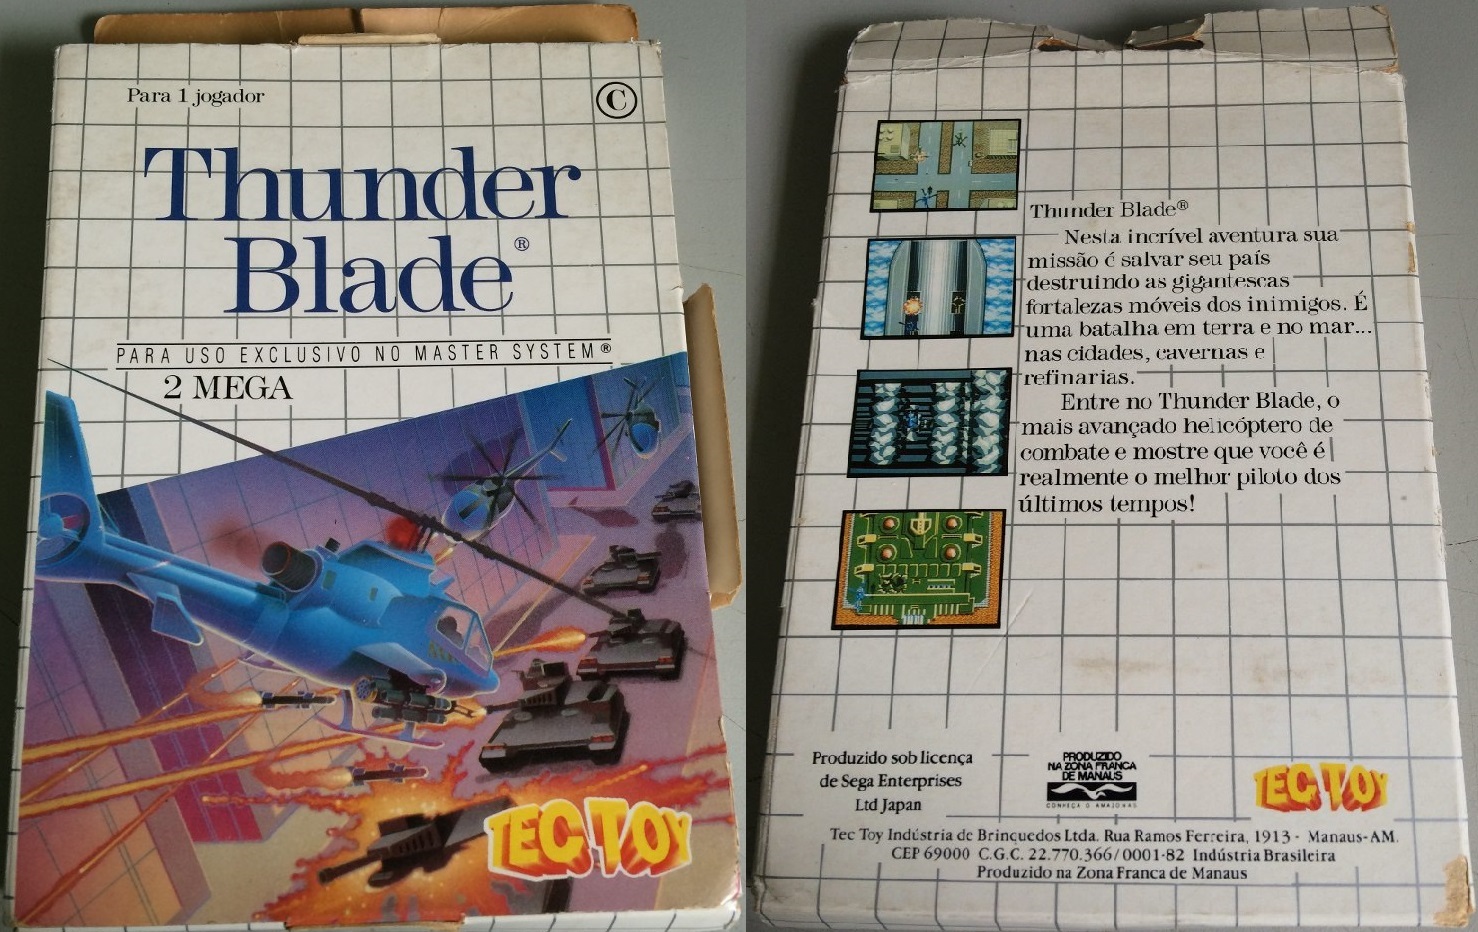 Para 1 jogador
©
Thunder
Blade®
PARA USO EXCLUSIVO NO MASTER SYSTEM®
2 MEGA
TEC TOY
Thunder Blade®
Nesta incrível aventura sua
missão é salvar seu país
destruindo as gigantescas
fortalezas móveis dos inimigos. É
uma batalha em terra e no mar...
nas cidades, cavernas e
refinarias.
Entre no Thunder Blade, o
mais avançado helicóptero de
combate e mostre que você é
realmente o melhor piloto dos
últimos tempos!
Produzido sob licença
de Sega Enterprises
Ltd Japan
PRODUZIDO
NA ZONA FRANCA
DE MANAUS
CONHEÇA O AMAZONAS
TEC TOY
Tec Toy Indústria de Brinquedos Ltda. Rua Ramos Ferreira, 1913 - Manaus-AM.
CEP 69000 C.G.C. 22.770.366/0001-82 Indústria Brasileira
Produzido na Zona Franca de Manaus